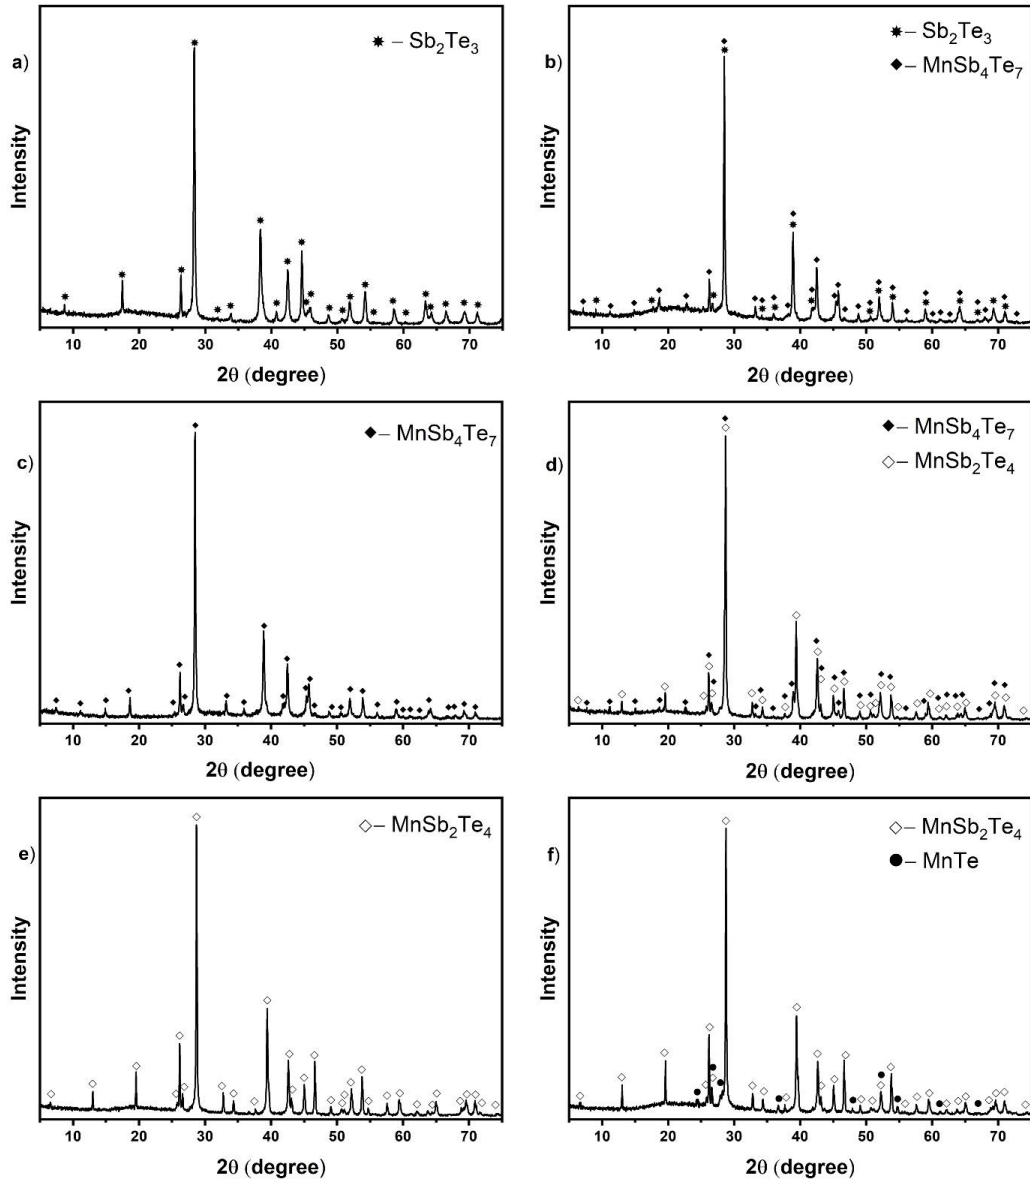 a)
✷ – Sb₂Te₃
Intensity
10 20 30 40 50 60 70
2θ (degree)
b)
✷ – Sb₂Te₃
◆ – MnSb₄Te₇
Intensity
10 20 30 40 50 60 70
2θ (degree)
c)
◆ – MnSb₄Te₇
Intensity
10 20 30 40 50 60 70
2θ (degree)
d)
◆ – MnSb₄Te₇
◇ – MnSb₂Te₄
Intensity
10 20 30 40 50 60 70
2θ (degree)
e)
◇ – MnSb₂Te₄
Intensity
10 20 30 40 50 60 70
2θ (degree)
f)
◇ – MnSb₂Te₄
● – MnTe
Intensity
10 20 30 40 50 60 70
2θ (degree)